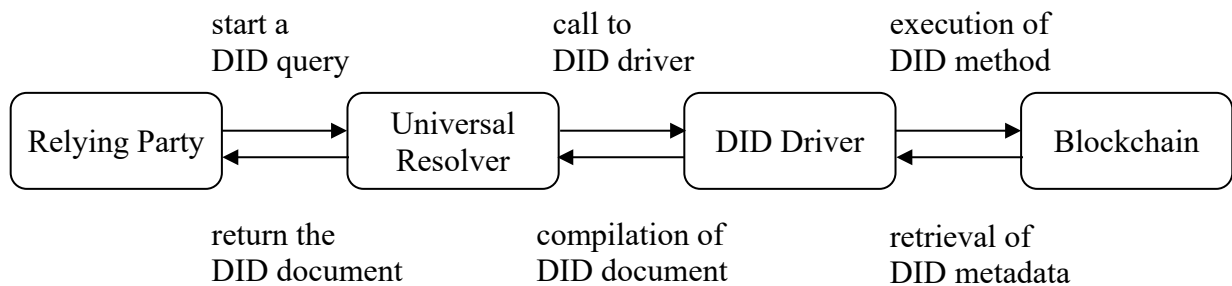 start a
DID query
call to
DID driver
execution of
DID method
Relying Party
Universal
Resolver
DID Driver
Blockchain
return the
DID document
compilation of
DID document
retrieval of
DID metadata